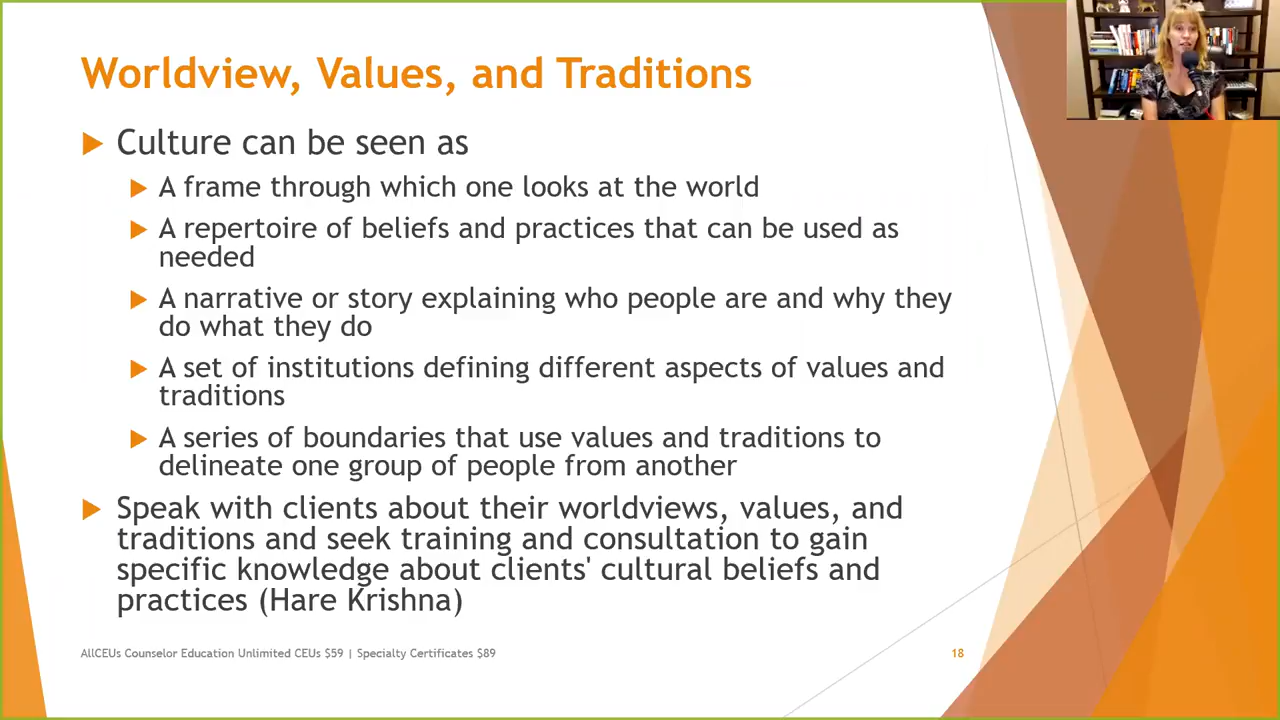 Worldview, Values, and Traditions
Culture can be seen as
A frame through which one looks at the world
A repertoire of beliefs and practices that can be used as
needed
A narrative or story explaining who people are and why they
do what they do
A set of institutions defining different aspects of values and
traditions
A series of boundaries that use values and traditions to
delineate one group of people from another
Speak with clients about their worldviews, values, and
traditions and seek training and consultation to gain
specific knowledge about clients' cultural beliefs and
practices (Hare Krishna)
AllCEUs Counselor Education Unlimited CEUs $59 | Specialty Certificates $89
18